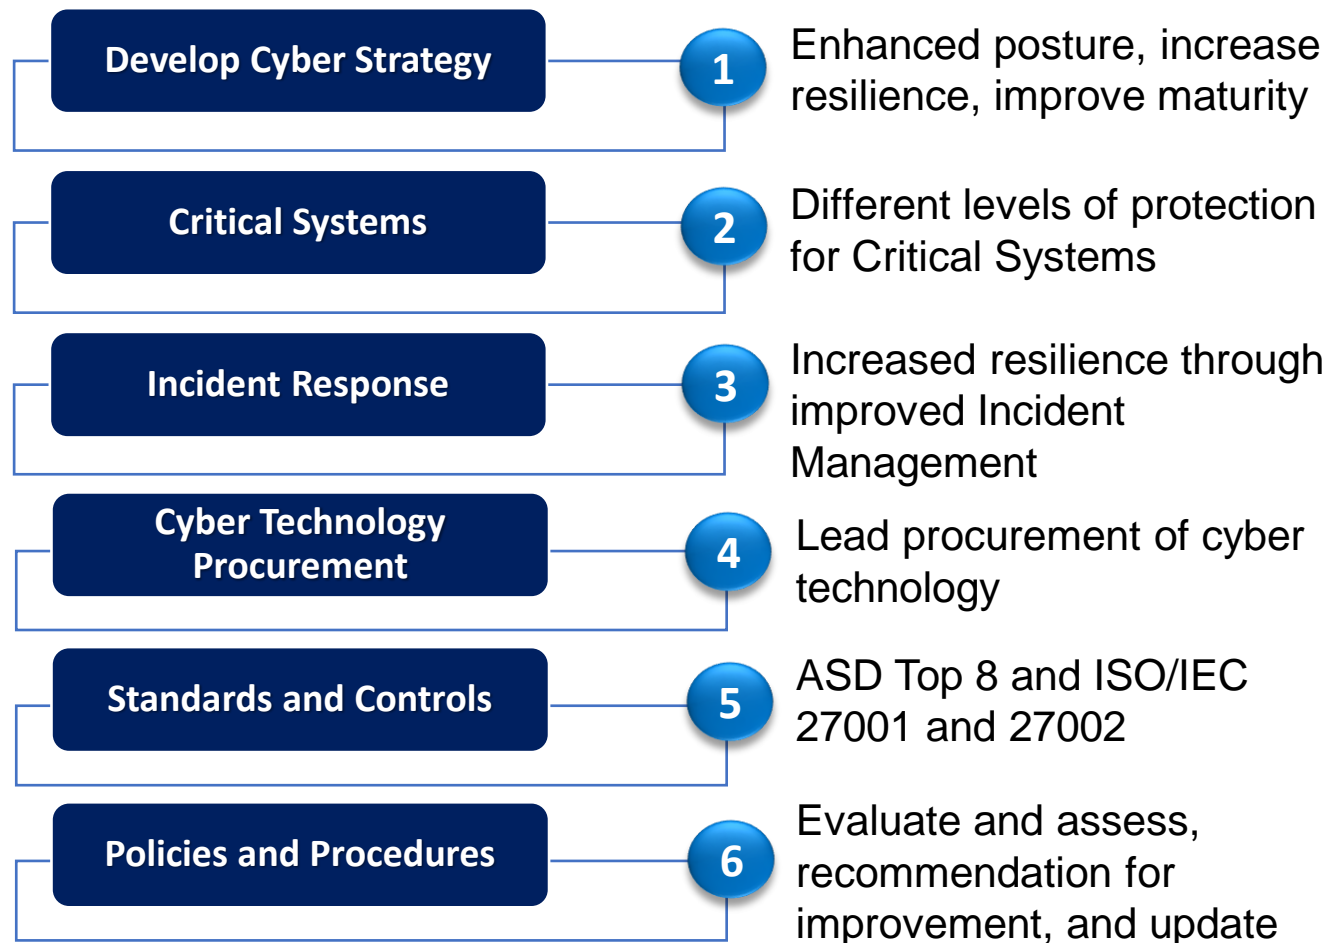 Develop Cyber Strategy
1
Enhanced posture, increase
resilience, improve maturity
Critical Systems
2
Different levels of protection
for Critical Systems
Incident Response
3
Increased resilience through
improved Incident
Management
Cyber Technology
Procurement
4
Lead procurement of cyber
technology
Standards and Controls
5
ASD Top 8 and ISO/IEC
27001 and 27002
Policies and Procedures
6
Evaluate and assess,
recommendation for
improvement, and update